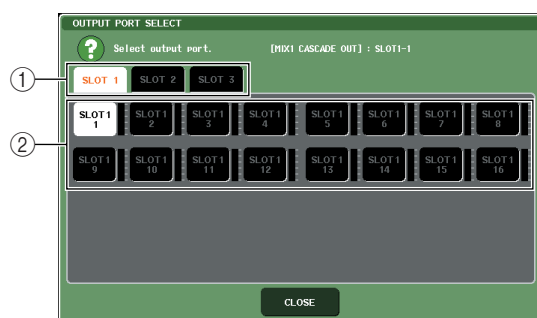 OUTPUT PORT SELECT
? Select output port. [MIX1 CASCADE OUT] : SLOT1-1
① SLOT 1 SLOT 2 SLOT 3
②
SLOT1 SLOT1 SLOT1 SLOT1 SLOT1 SLOT1 SLOT1 SLOT1
1 2 3 4 5 6 7 8
SLOT1 SLOT1 SLOT1 SLOT1 SLOT1 SLOT1 SLOT1 SLOT1
9 10 11 12 13 14 15 16
CLOSE